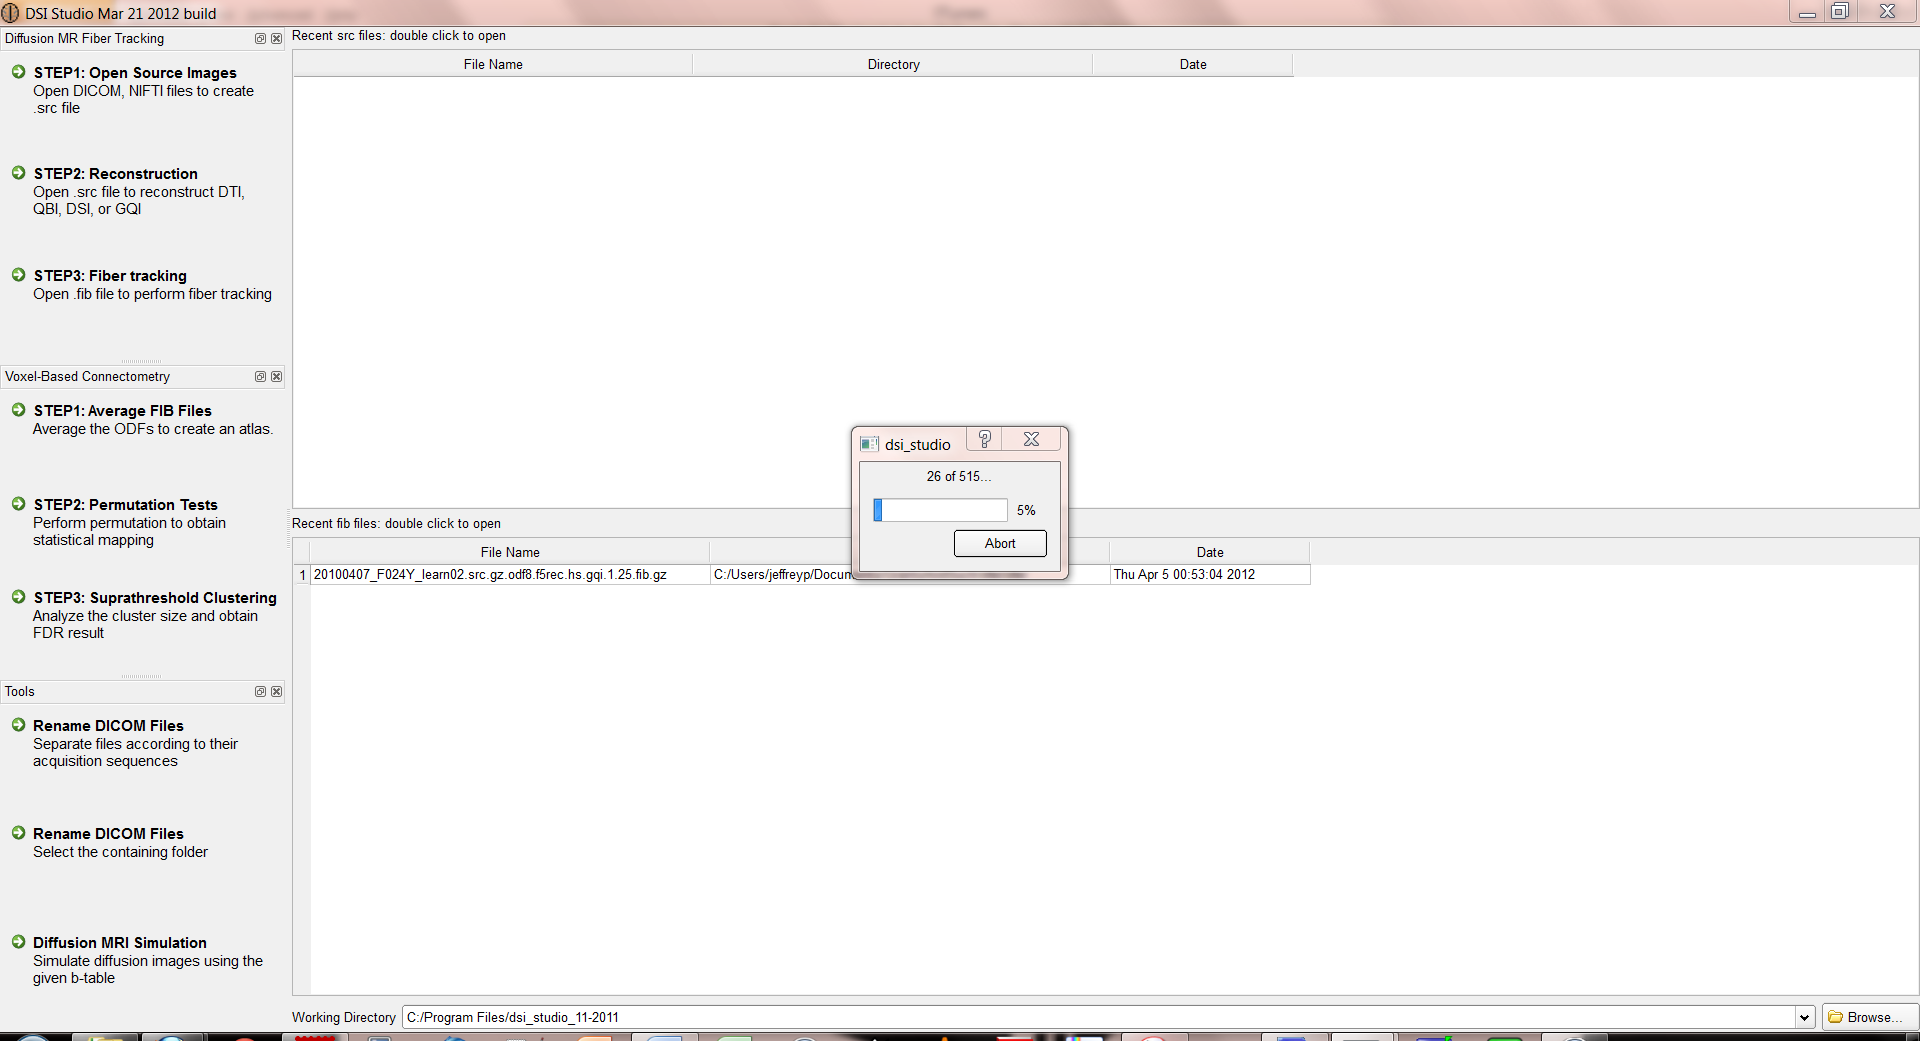 DSI Studio Mar 21 2012 build
Diffusion MR Fiber Tracking
STEP1: Open Source Images
Open DICOM, NIFTI files to create
.src file
STEP2: Reconstruction
Open .src file to reconstruct DTI,
QBI, DSI, or GQI
STEP3: Fiber tracking
Open .fib file to perform fiber tracking
Voxel-Based Connectometry
STEP1: Average FIB Files
Average the ODFs to create an atlas.
STEP2: Permutation Tests
Perform permutation to obtain
statistical mapping
STEP3: Suprathreshold Clustering
Analyze the cluster size and obtain
FDR result
Tools
Rename DICOM Files
Separate files according to their
acquisition sequences
Rename DICOM Files
Select the containing folder
Diffusion MRI Simulation
Simulate diffusion images using the
given b-table
Recent src files: double click to open
File Name Directory Date
dsi_studio
26 of 515...
5%
Abort
Recent fib files: double click to open
File Name Date
1 20100407_F024Y_learn02.src.gz.odf8.f5rec.hs.gqi.1.25.fib.gz C:/Users/jeffreyp/Docum Thu Apr 5 00:53:04 2012
Working Directory C:/Program Files/dsi_studio_11-2011 Browse...